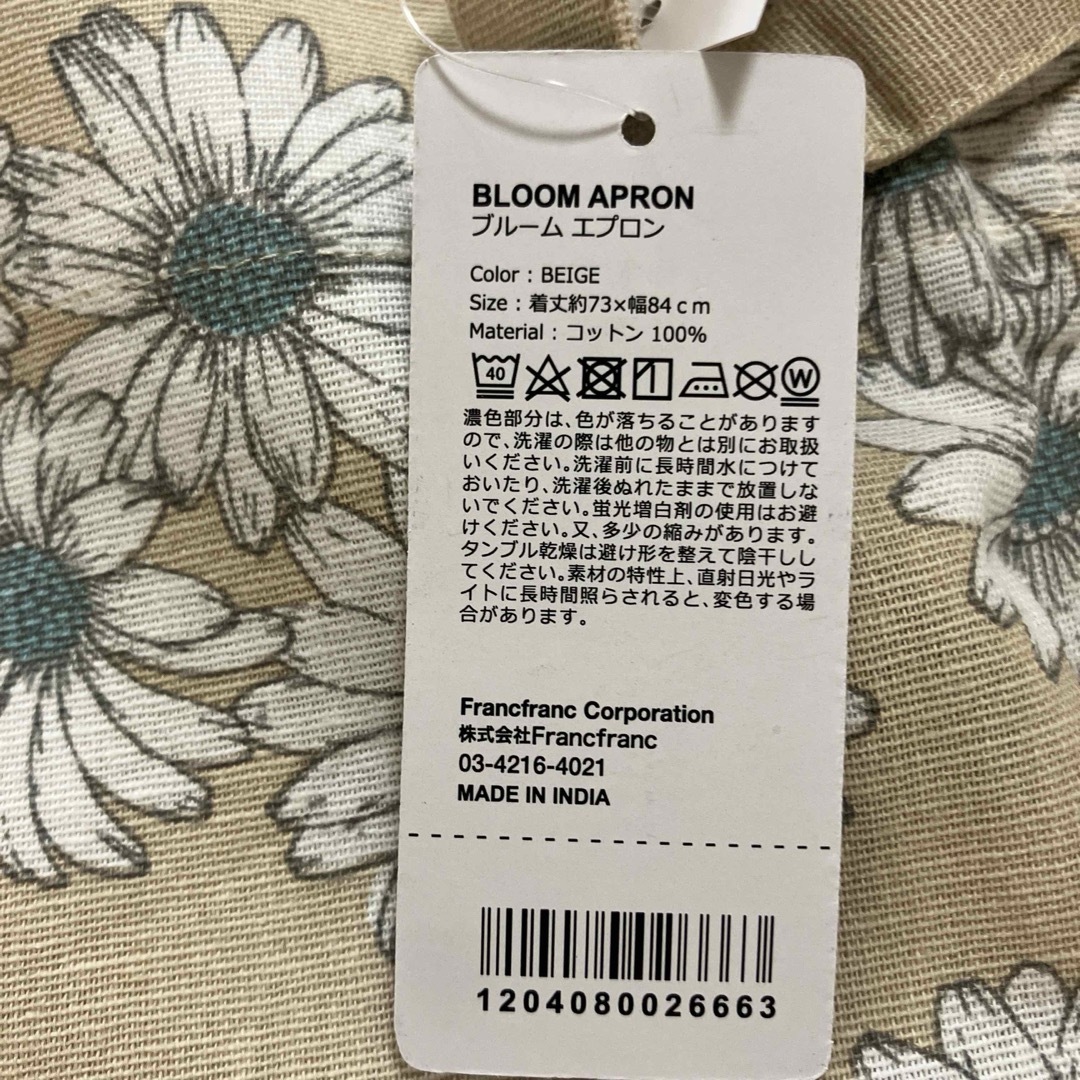 BLOOM APRON
ブルーム エプロン
Color : BEIGE
Size : 着丈約73×幅84ｃｍ
Material : コットン 100%
40
W
濃色部分は、色が落ちることがあります
ので、洗濯の際は他の物とは別にお取扱
いください。洗濯前に長時間水につけて
おいたり、洗濯後ぬれたままで放置しな
いでください。蛍光増白剤の使用はお避
けください。又、多少の縮みがあります。
タンブル乾燥は避け形を整えて陰干しし
てください。素材の特性上、直射日光やラ
イトに長時間照らされると、変色する場
合があります。
Francfranc Corporation
株式会社Francfranc
03-4216-4021
MADE IN INDIA
1204080026663